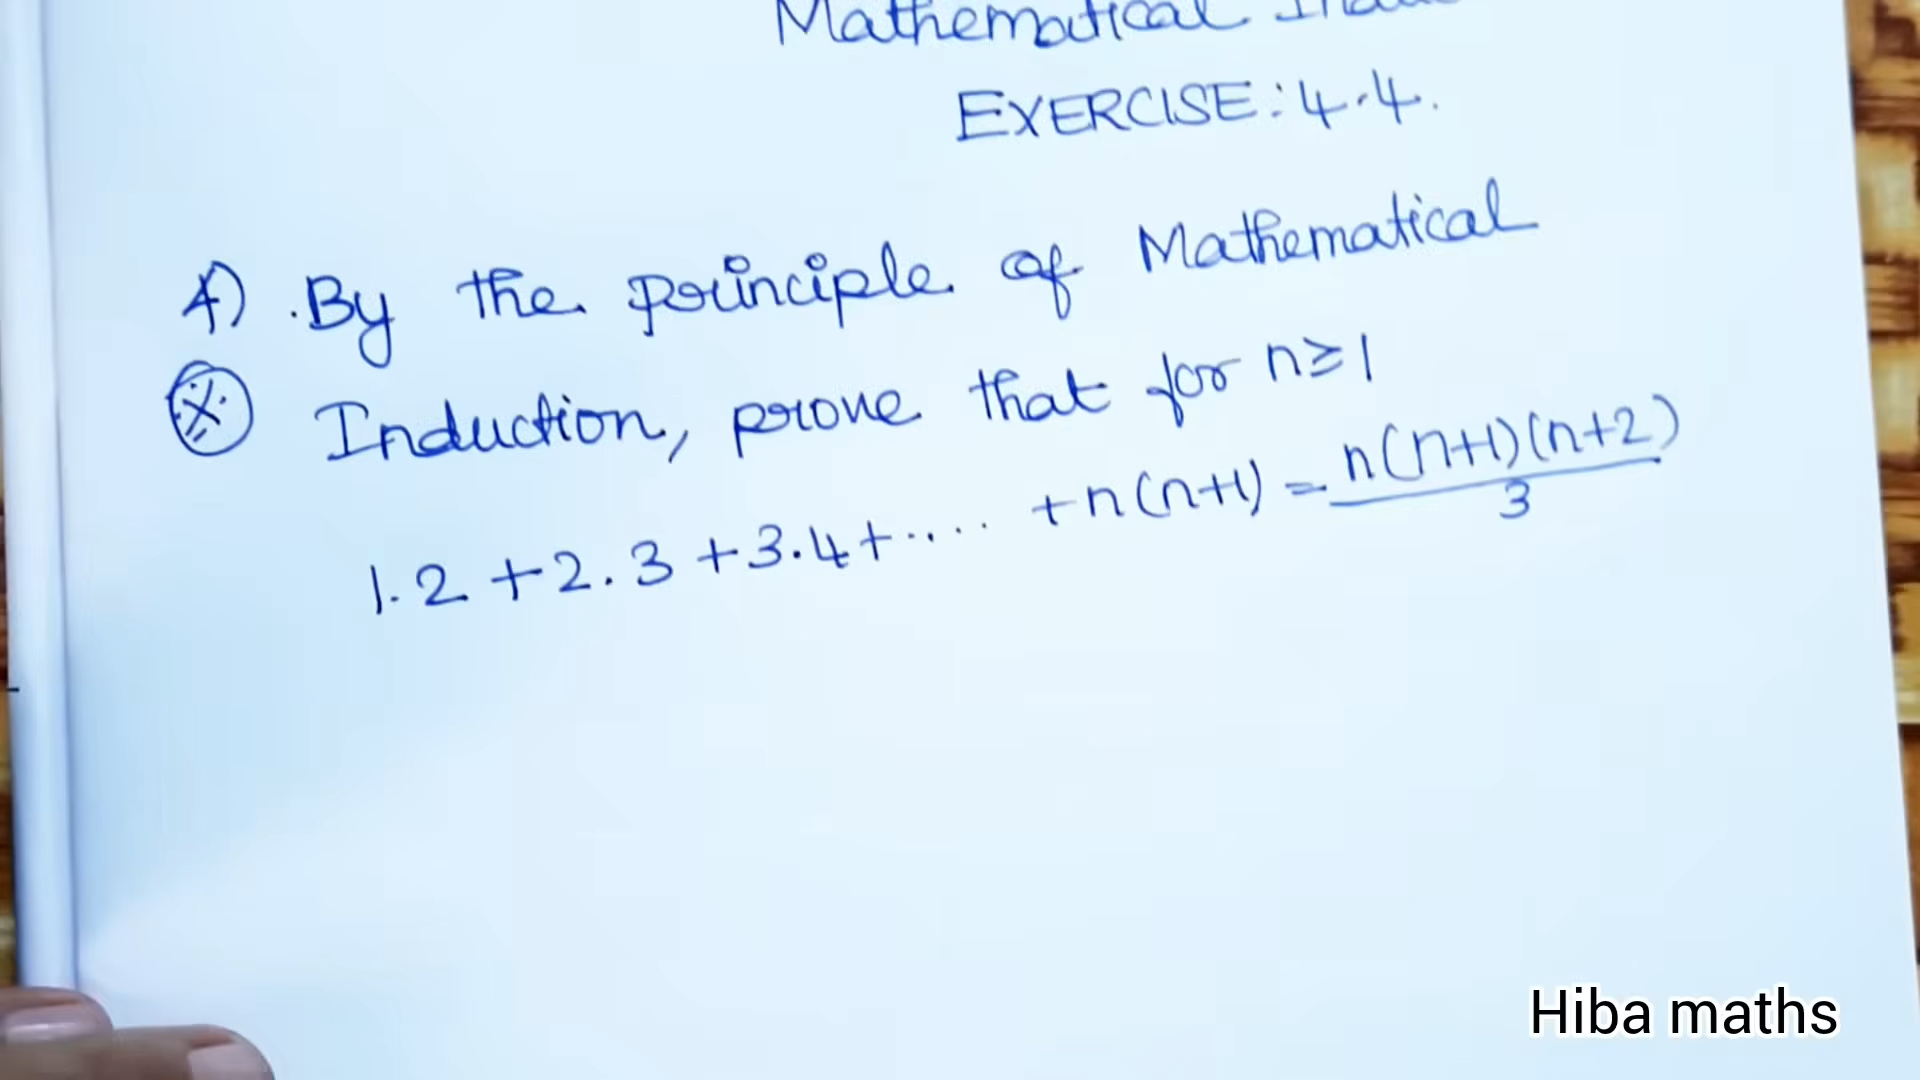 Mathematical
EXERCISE: 4.4.
4) By the principle of Mathematical
Induction, prove that for n≥1
1.2 + 2.3 + 3.4 + .... + n(n+1) = n(n+1)(n+2)/3
Hiba maths